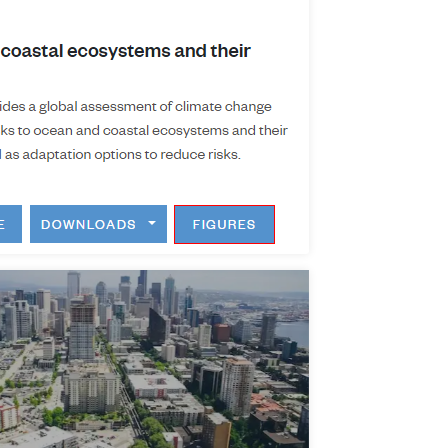 coastal ecosystems and their
ides a global assessment of climate change
ks to ocean and coastal ecosystems and their
as adaptation options to reduce risks.
E DOWNLOADS FIGURES